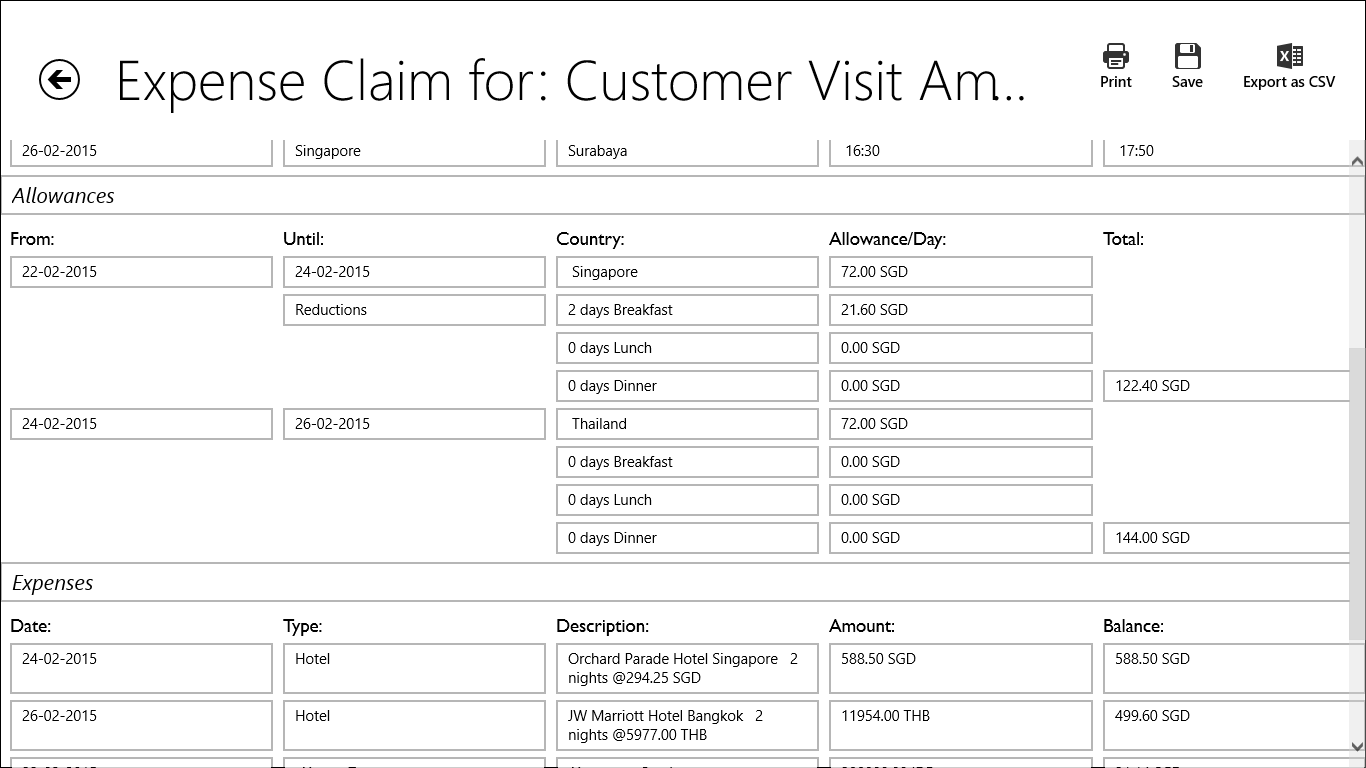 Expense Claim for: Customer Visit Am...
Print
Save
Export as CSV
26-02-2015
Singapore
Surabaya
16:30
17:50
Allowances
From:
Until:
Country:
Allowance/Day:
Total:
22-02-2015
24-02-2015
Singapore
72.00 SGD
Reductions
2 days Breakfast
21.60 SGD
0 days Lunch
0.00 SGD
0 days Dinner
0.00 SGD
122.40 SGD
24-02-2015
26-02-2015
Thailand
72.00 SGD
0 days Breakfast
0.00 SGD
0 days Lunch
0.00 SGD
0 days Dinner
0.00 SGD
144.00 SGD
Expenses
Date:
Type:
Description:
Amount:
Balance:
24-02-2015
Hotel
Orchard Parade Hotel Singapore 2
nights @294.25 SGD
588.50 SGD
588.50 SGD
26-02-2015
Hotel
JW Marriott Hotel Bangkok 2
nights @5977.00 THB
11954.00 THB
499.60 SGD